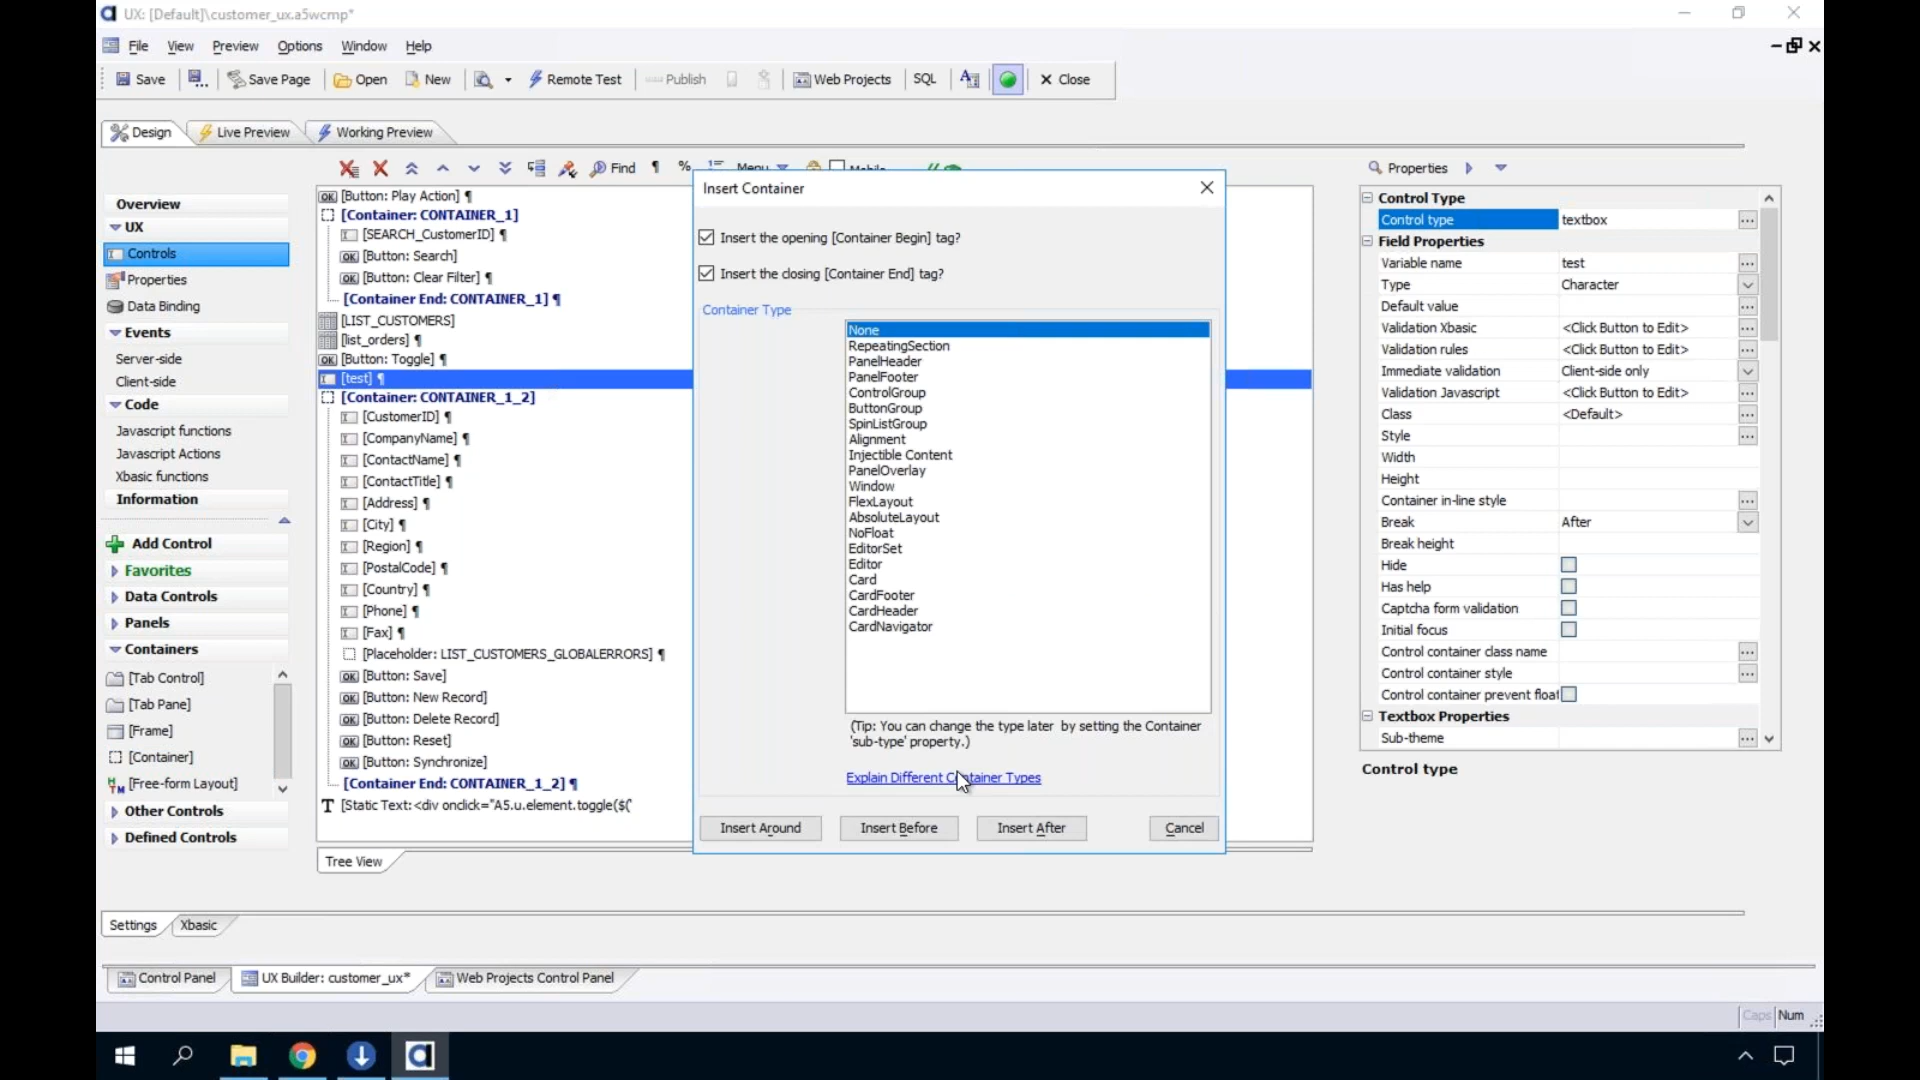 UX: [Default]\customer_ux.a5wcmp*
File View Preview Options Window Help
Save Save Page Open New Remote Test Publish Web Projects SQL Close
Design Live Preview Working Preview
Find ¶ % Menu Mobile
Properties
Overview
UX
Controls
Properties
Data Binding
Events
Server-side
Client-side
Code
Javascript functions
Javascript Actions
Xbasic functions
Information
Add Control
Favorites
Data Controls
Panels
Containers
[Tab Control]
[Tab Pane]
[Frame]
[Container]
[Free-form Layout]
Other Controls
Defined Controls
OK [Button: Play Action] ¶
[Container: CONTAINER_1]
[SEARCH_CustomerID] ¶
OK [Button: Search]
OK [Button: Clear Filter] ¶
[Container End: CONTAINER_1] ¶
[LIST_CUSTOMERS]
[list_orders] ¶
OK [Button: Toggle] ¶
[test] ¶
[Container: CONTAINER_1_2]
[CustomerID] ¶
[CompanyName] ¶
[ContactName] ¶
[ContactTitle] ¶
[Address] ¶
[City] ¶
[Region] ¶
[PostalCode] ¶
[Country] ¶
[Phone] ¶
[Fax] ¶
[Placeholder: LIST_CUSTOMERS_GLOBALERRORS] ¶
OK [Button: Save]
OK [Button: New Record]
OK [Button: Delete Record]
OK [Button: Reset]
OK [Button: Synchronize]
[Container End: CONTAINER_1_2] ¶
T [Static Text: <div onclick="A5.u.element.toggle($('
Tree View
Insert Container
Insert the opening [Container Begin] tag?
Insert the closing [Container End] tag?
Container Type
None
RepeatingSection
PanelHeader
PanelFooter
ControlGroup
ButtonGroup
SpinListGroup
Alignment
Injectible Content
PanelOverlay
Window
FlexLayout
AbsoluteLayout
NoFloat
EditorSet
Editor
Card
CardFooter
CardHeader
CardNavigator
(Tip: You can change the type later by setting the Container
'sub-type' property.)
Explain Different Container Types
Insert Around Insert Before Insert After Cancel
Control Type
Control type textbox
Field Properties
Variable name test
Type Character
Default value
Validation Xbasic <Click Button to Edit>
Validation rules <Click Button to Edit>
Immediate validation Client-side only
Validation Javascript <Click Button to Edit>
Class <Default>
Style
Width
Height
Container in-line style
Break After
Break height
Hide
Has help
Captcha form validation
Initial focus
Control container class name
Control container style
Control container prevent float
Textbox Properties
Sub-theme
Control type
Settings Xbasic
Control Panel UX Builder: customer_ux* Web Projects Control Panel
Caps Num